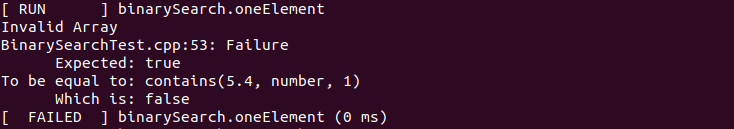 [ RUN      ] binarySearch.oneElement
Invalid Array
BinarySearchTest.cpp:53: Failure
      Expected: true
To be equal to: contains(5.4, number, 1)
      Which is: false
[  FAILED  ] binarySearch.oneElement (0 ms)